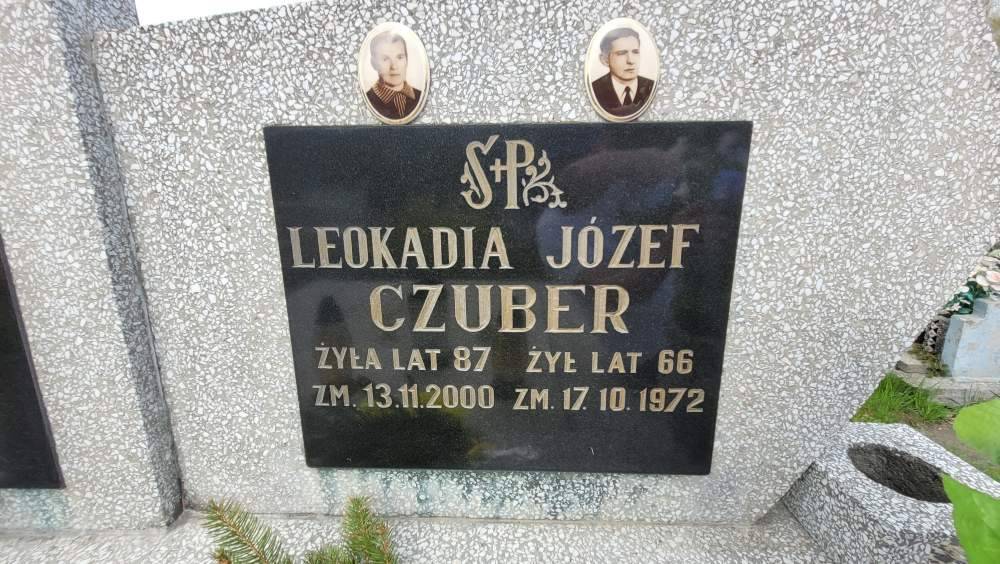 Ś+P
LEOKADIA JÓZEF
CZUBER
ŻYŁA LAT 87 ŻYŁ LAT 66
ZM. 13.11.2000 ZM. 17.10.1972